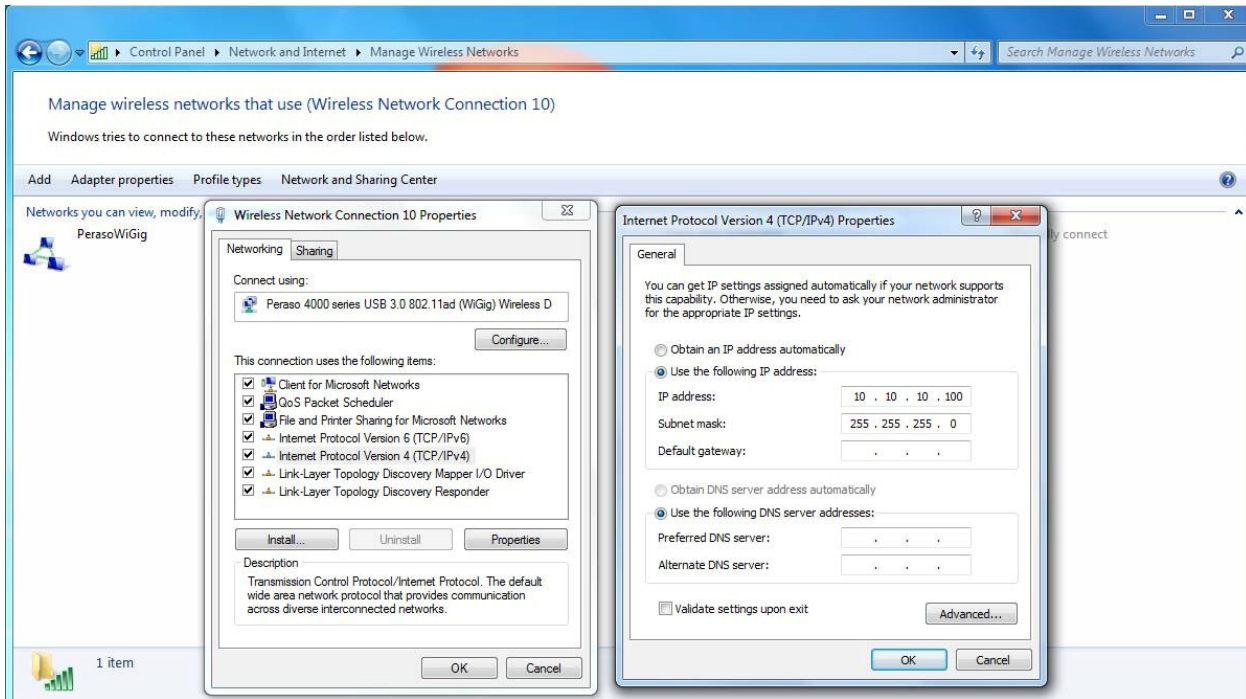 Control Panel ▸ Network and Internet ▸ Manage Wireless Networks
Search Manage Wireless Networks
Manage wireless networks that use (Wireless Network Connection 10)
Windows tries to connect to these networks in the order listed below.
Add Adapter properties Profile types Network and Sharing Center
Networks you can view, modify,
PerasoWiGig
ly connect
Wireless Network Connection 10 Properties
Networking Sharing
Connect using:
Peraso 4000 series USB 3.0 802.11ad (WiGig) Wireless D
Configure...
This connection uses the following items:
Client for Microsoft Networks
QoS Packet Scheduler
File and Printer Sharing for Microsoft Networks
Internet Protocol Version 6 (TCP/IPv6)
Internet Protocol Version 4 (TCP/IPv4)
Link-Layer Topology Discovery Mapper I/O Driver
Link-Layer Topology Discovery Responder
Install... Uninstall Properties
Description
Transmission Control Protocol/Internet Protocol. The default
wide area network protocol that provides communication
across diverse interconnected networks.
OK Cancel
Internet Protocol Version 4 (TCP/IPv4) Properties
General
You can get IP settings assigned automatically if your network supports
this capability. Otherwise, you need to ask your network administrator
for the appropriate IP settings.
Obtain an IP address automatically
Use the following IP address:
IP address: 10 . 10 . 10 . 100
Subnet mask: 255 . 255 . 255 . 0
Default gateway: . . .
Obtain DNS server address automatically
Use the following DNS server addresses:
Preferred DNS server: . . .
Alternate DNS server: . . .
Validate settings upon exit
Advanced...
OK Cancel
1 item